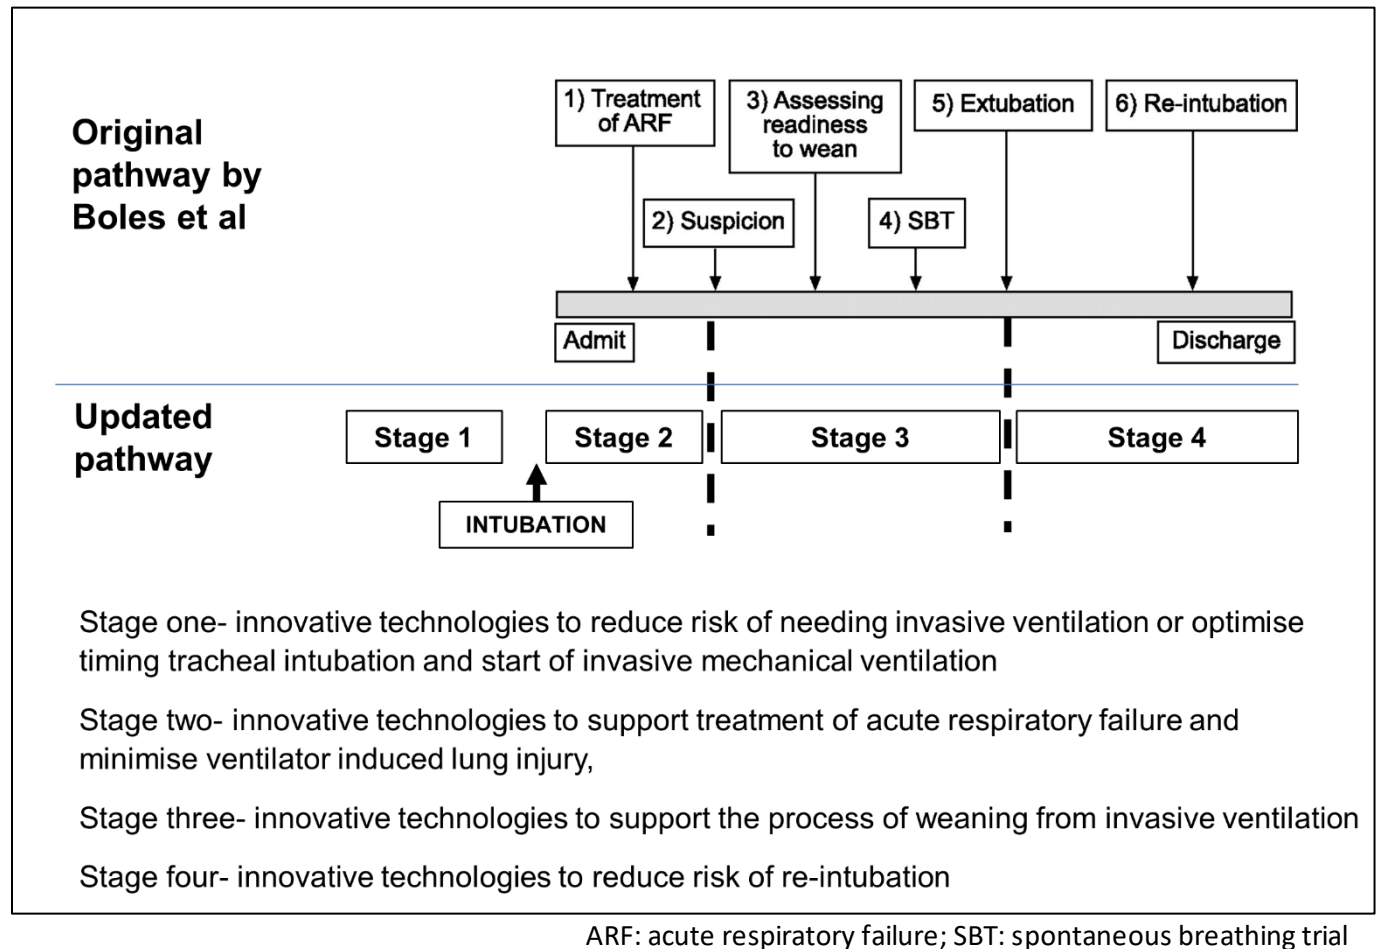 Original
pathway by
Boles et al
1) Treatment
of ARF
3) Assessing
readiness
to wean
5) Extubation
6) Re-intubation
2) Suspicion
4) SBT
Admit
Discharge
Updated
pathway
Stage 1
Stage 2
Stage 3
Stage 4
INTUBATION
Stage one- innovative technologies to reduce risk of needing invasive ventilation or optimise
timing tracheal intubation and start of invasive mechanical ventilation
Stage two- innovative technologies to support treatment of acute respiratory failure and
minimise ventilator induced lung injury,
Stage three- innovative technologies to support the process of weaning from invasive ventilation
Stage four- innovative technologies to reduce risk of re-intubation
ARF: acute respiratory failure; SBT: spontaneous breathing trial